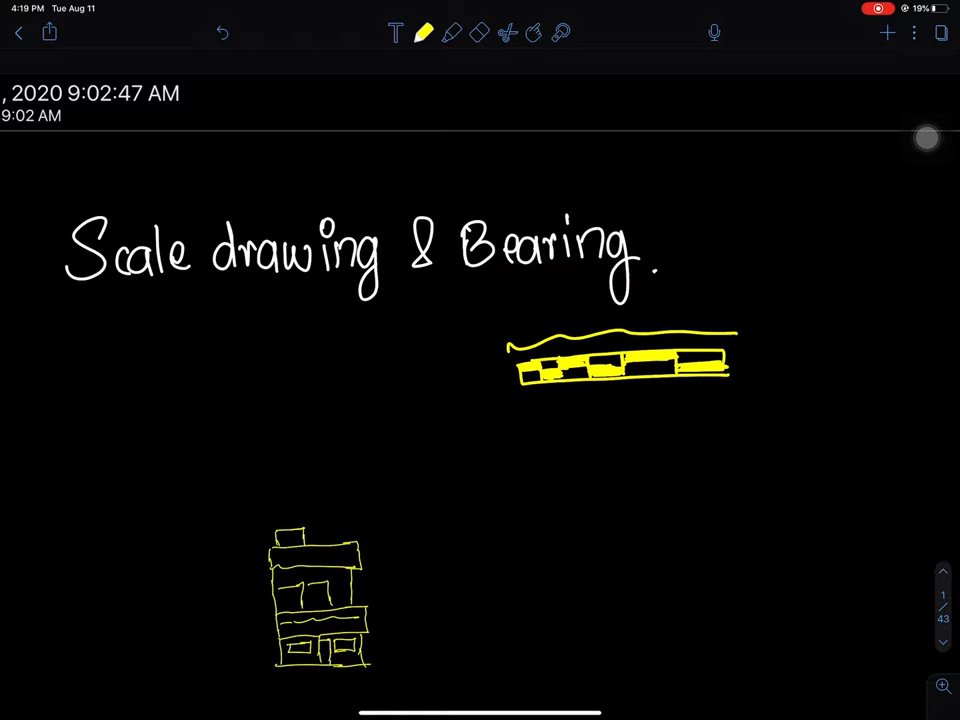 4:19 PM Tue Aug 11
19%
T
, 2020 9:02:47 AM
9:02 AM
Scale drawing & Bearing.
1
/
43